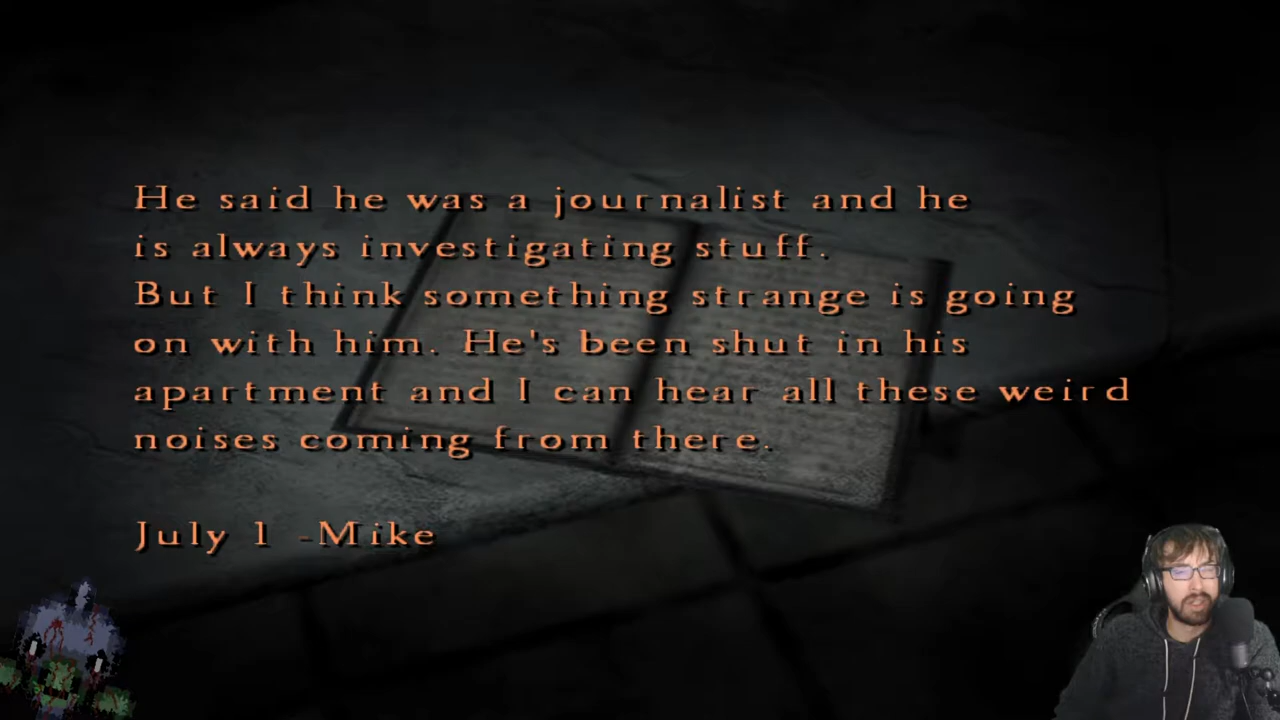 He said he was a journalist and he
is always investigating stuff.
But I think something strange is going
on with him. He's been shut in his
apartment and I can hear all these weird
noises coming from there.
July 1 -Mike